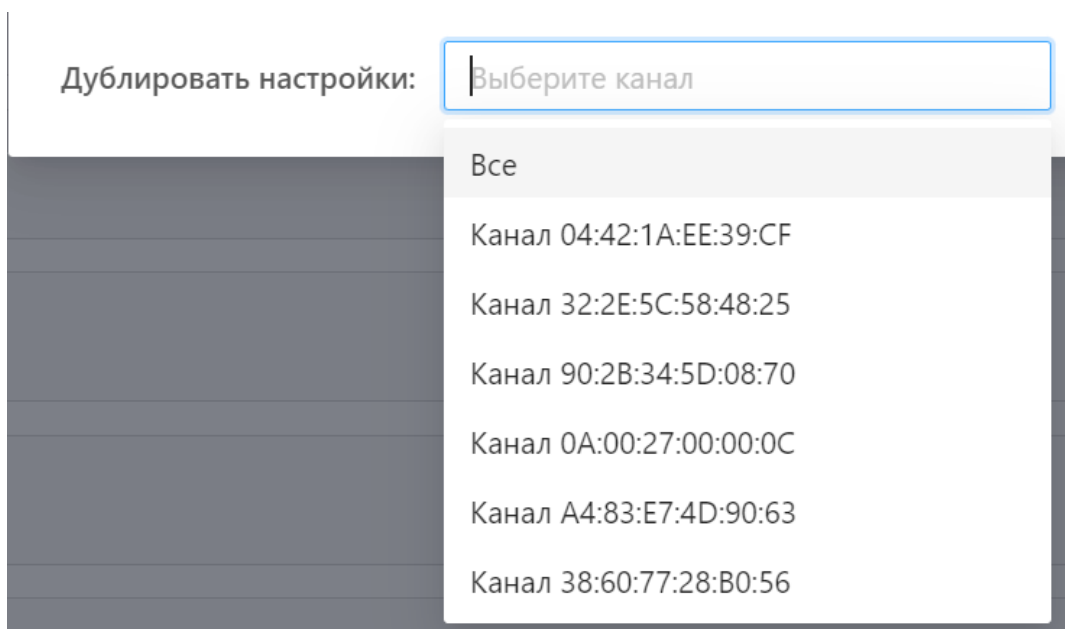 Дублировать настройки: Выберите канал
Все
Канал 04:42:1A:EE:39:CF
Канал 32:2E:5C:58:48:25
Канал 90:2B:34:5D:08:70
Канал 0A:00:27:00:00:0C
Канал A4:83:E7:4D:90:63
Канал 38:60:77:28:B0:56